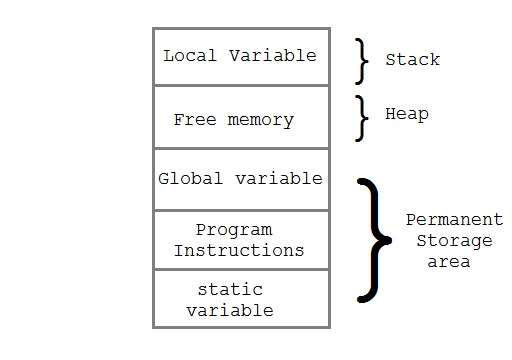 Local Variable
Stack
Free memory
Heap
Global variable
Program
Instructions
static
variable
Permanent
Storage
area